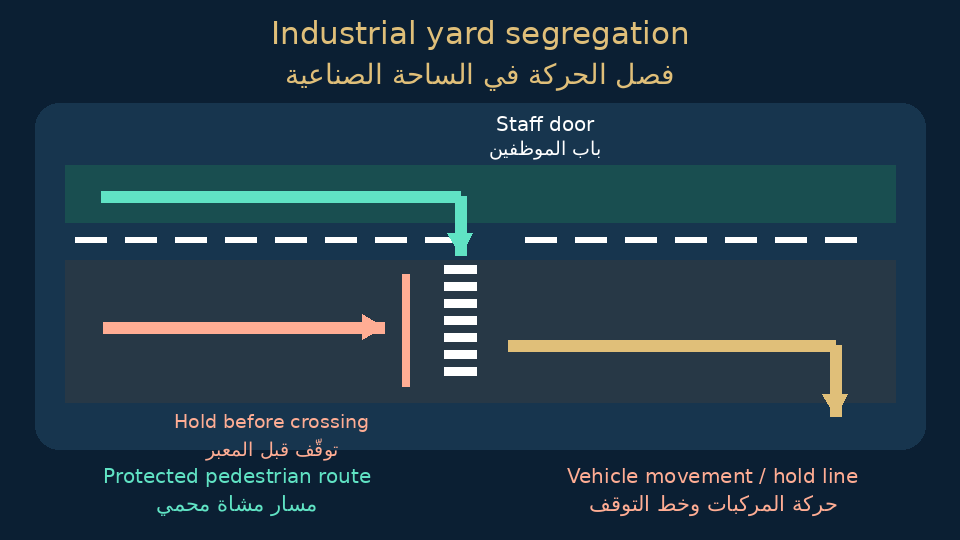 Industrial yard segregation
فصل الحركة في الساحة الصناعية
Staff door
باب الموظفين
Hold before crossing
توقّف قبل المعبر
Protected pedestrian route
مسار مشاة محمي
Vehicle movement / hold line
حركة المركبات وخط التوقف